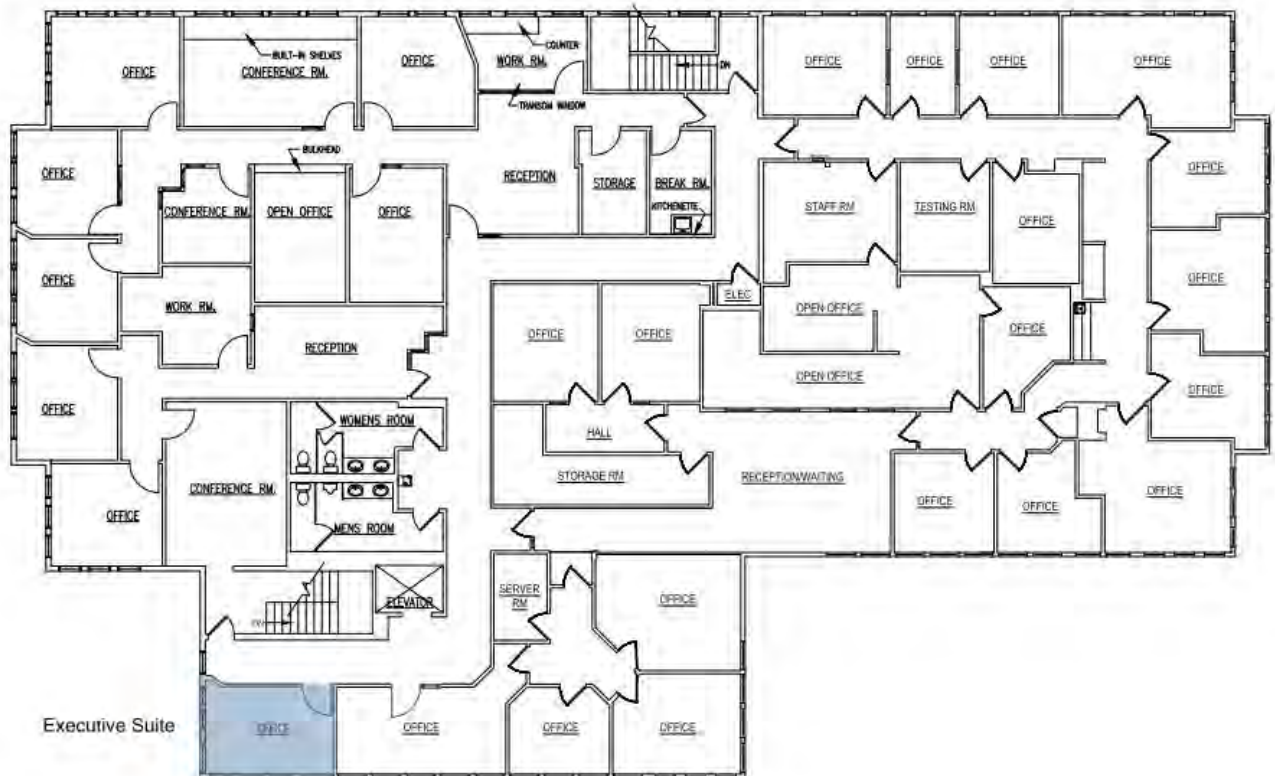 OFFICE
BUILT-IN SHELVES
CONFERENCE RM.
OFFICE
COUNTER
WORK RM.
TRANSOM WINDOW
DN
OFFICE
OFFICE
OFFICE
OFFICE
BULKHEAD
OFFICE
CONFERENCE RM.
OPEN OFFICE
OFFICE
RECEPTION
STORAGE
BREAK RM.
KITCHENETTE
STAFF RM
TESTING RM
OFFICE
OFFICE
OFFICE
WORK RM.
RECEPTION
OFFICE
OFFICE
ELEC
OPEN OFFICE
OFFICE
OFFICE
OPEN OFFICE
OFFICE
OFFICE
WOMENS ROOM
HALL
CONFERENCE RM.
STORAGE RM
RECEPTION/WAITING
OFFICE
OFFICE
OFFICE
OFFICE
MENS ROOM
ELEVATOR
SERVER
RM
OFFICE
Executive Suite
OFFICE
OFFICE
OFFICE
OFFICE